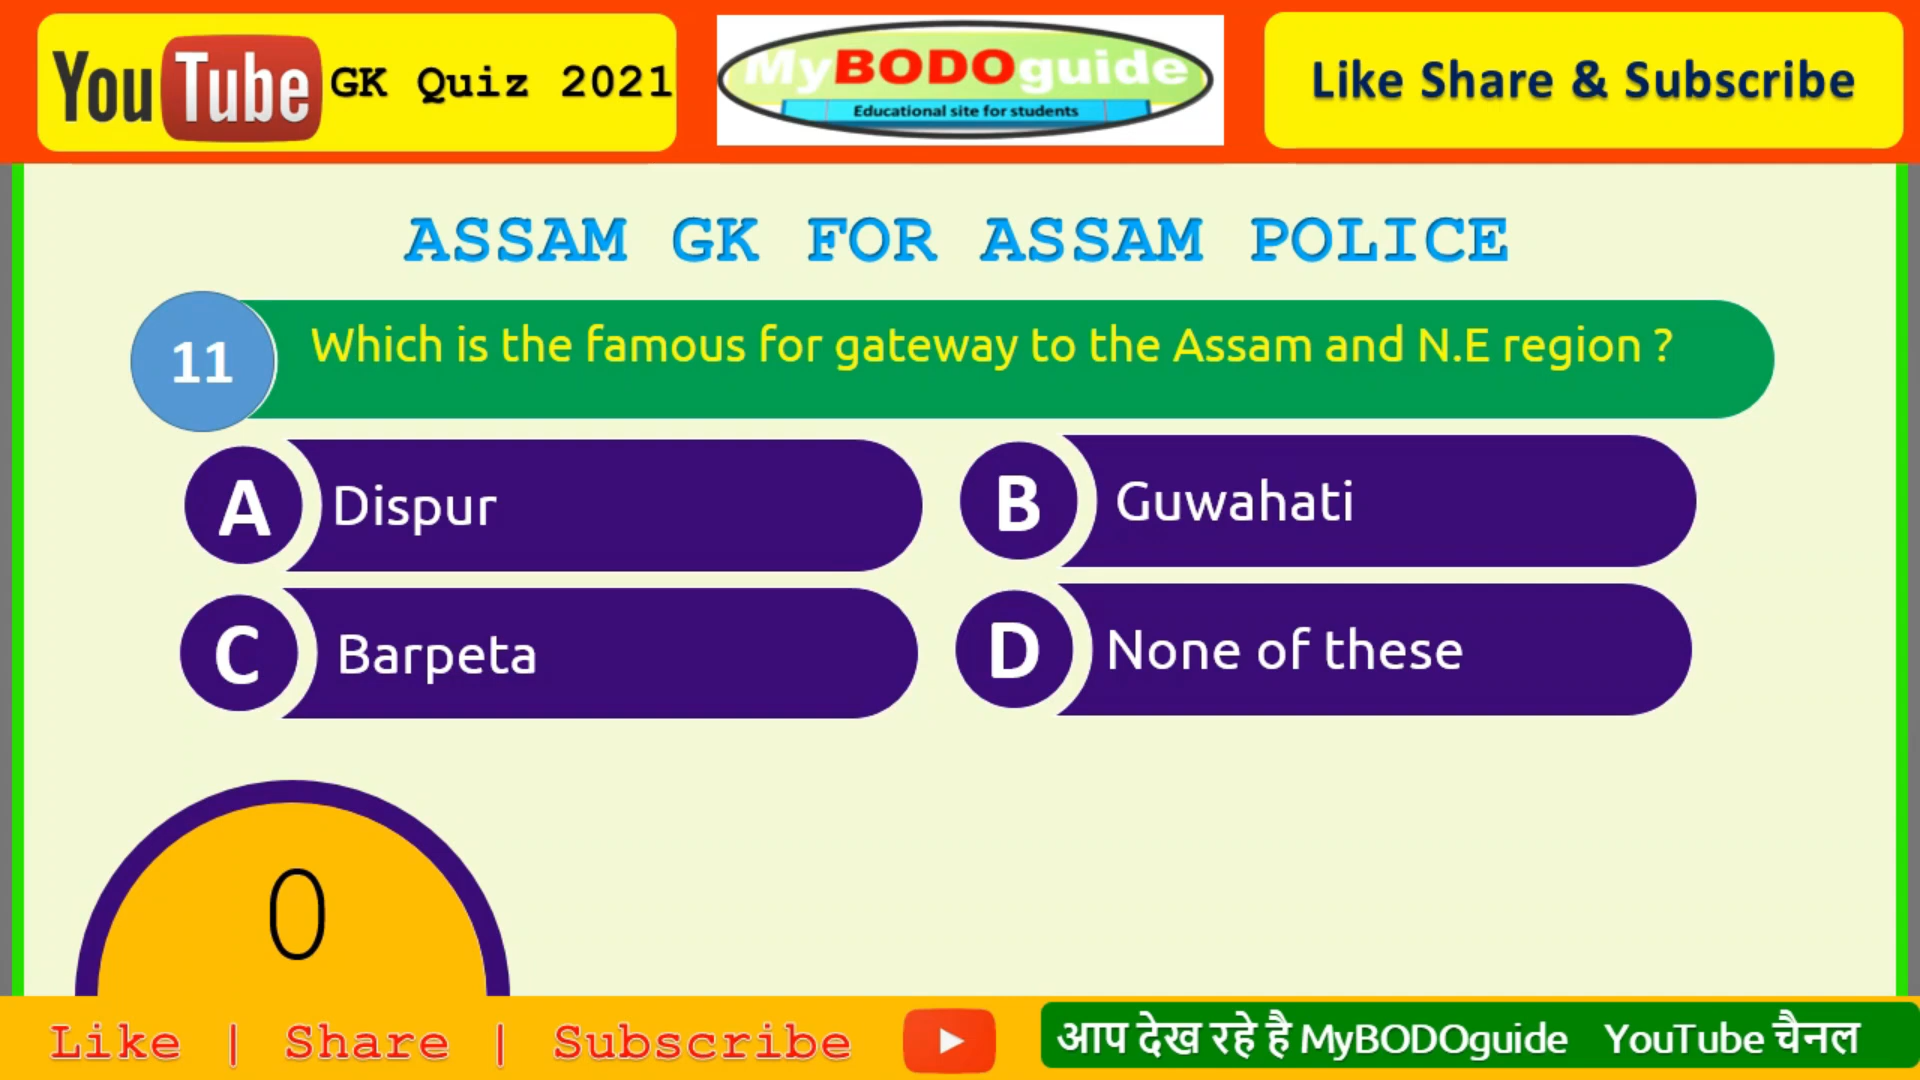 YouTube GK Quiz 2021
MyBODOguide
Educational site for students
Like Share & Subscribe
ASSAM GK FOR ASSAM POLICE
11 Which is the famous for gateway to the Assam and N.E region ?
A Dispur
B Guwahati
C Barpeta
D None of these
0
Like | Share | Subscribe
आप देख रहे है MyBODOguide YouTube चैनल